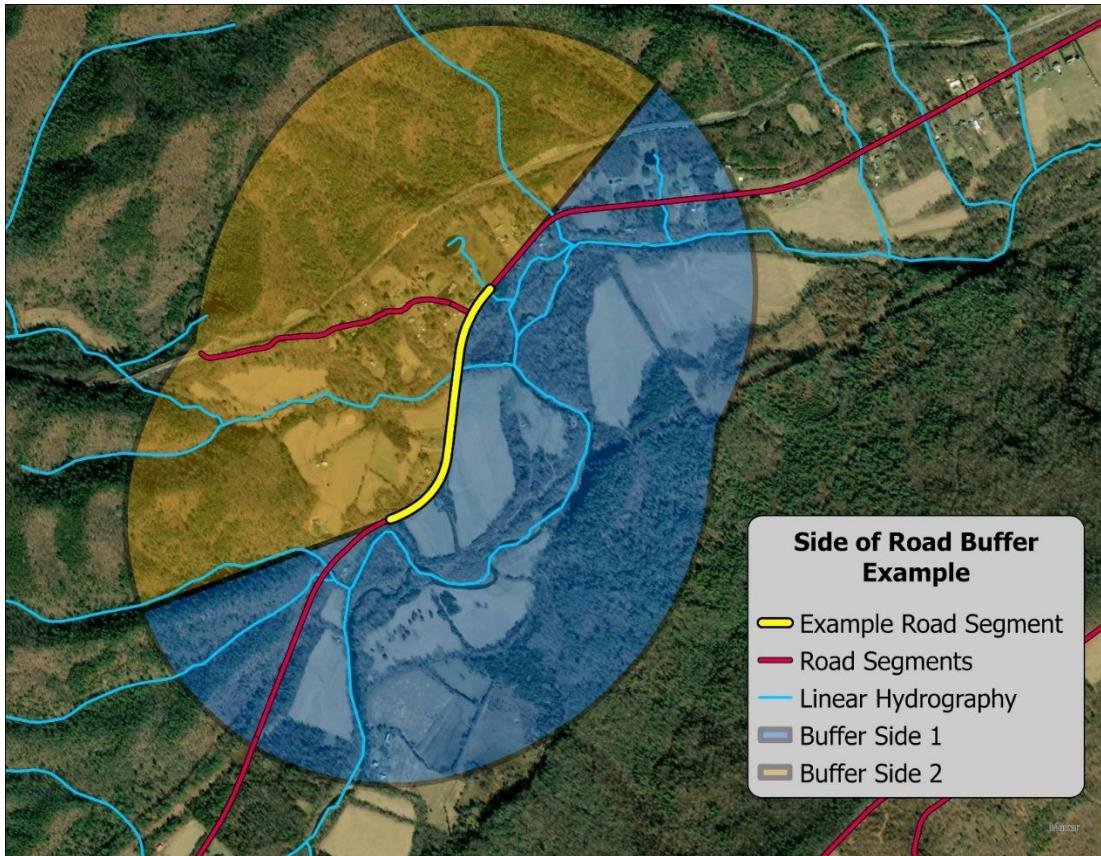 Side of Road Buffer
Example
Example Road Segment
Road Segments
Linear Hydrography
Buffer Side 1
Buffer Side 2